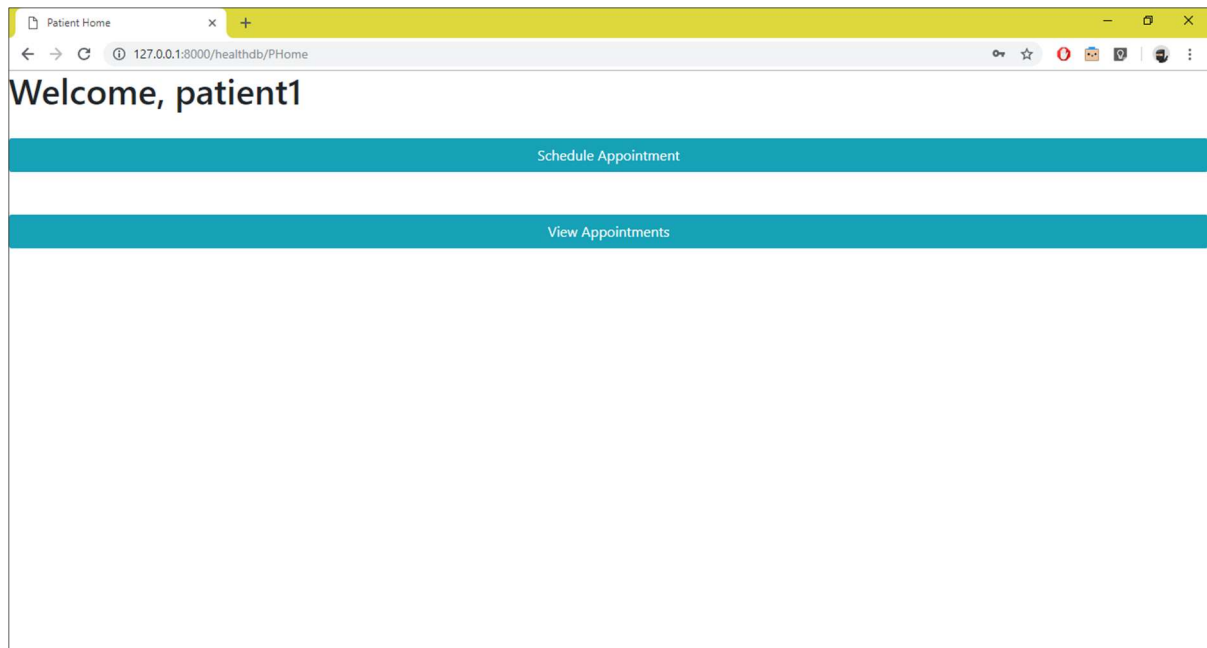 Patient Home
127.0.0.1:8000/healthdb/PHome
Welcome, patient1
Schedule Appointment
View Appointments